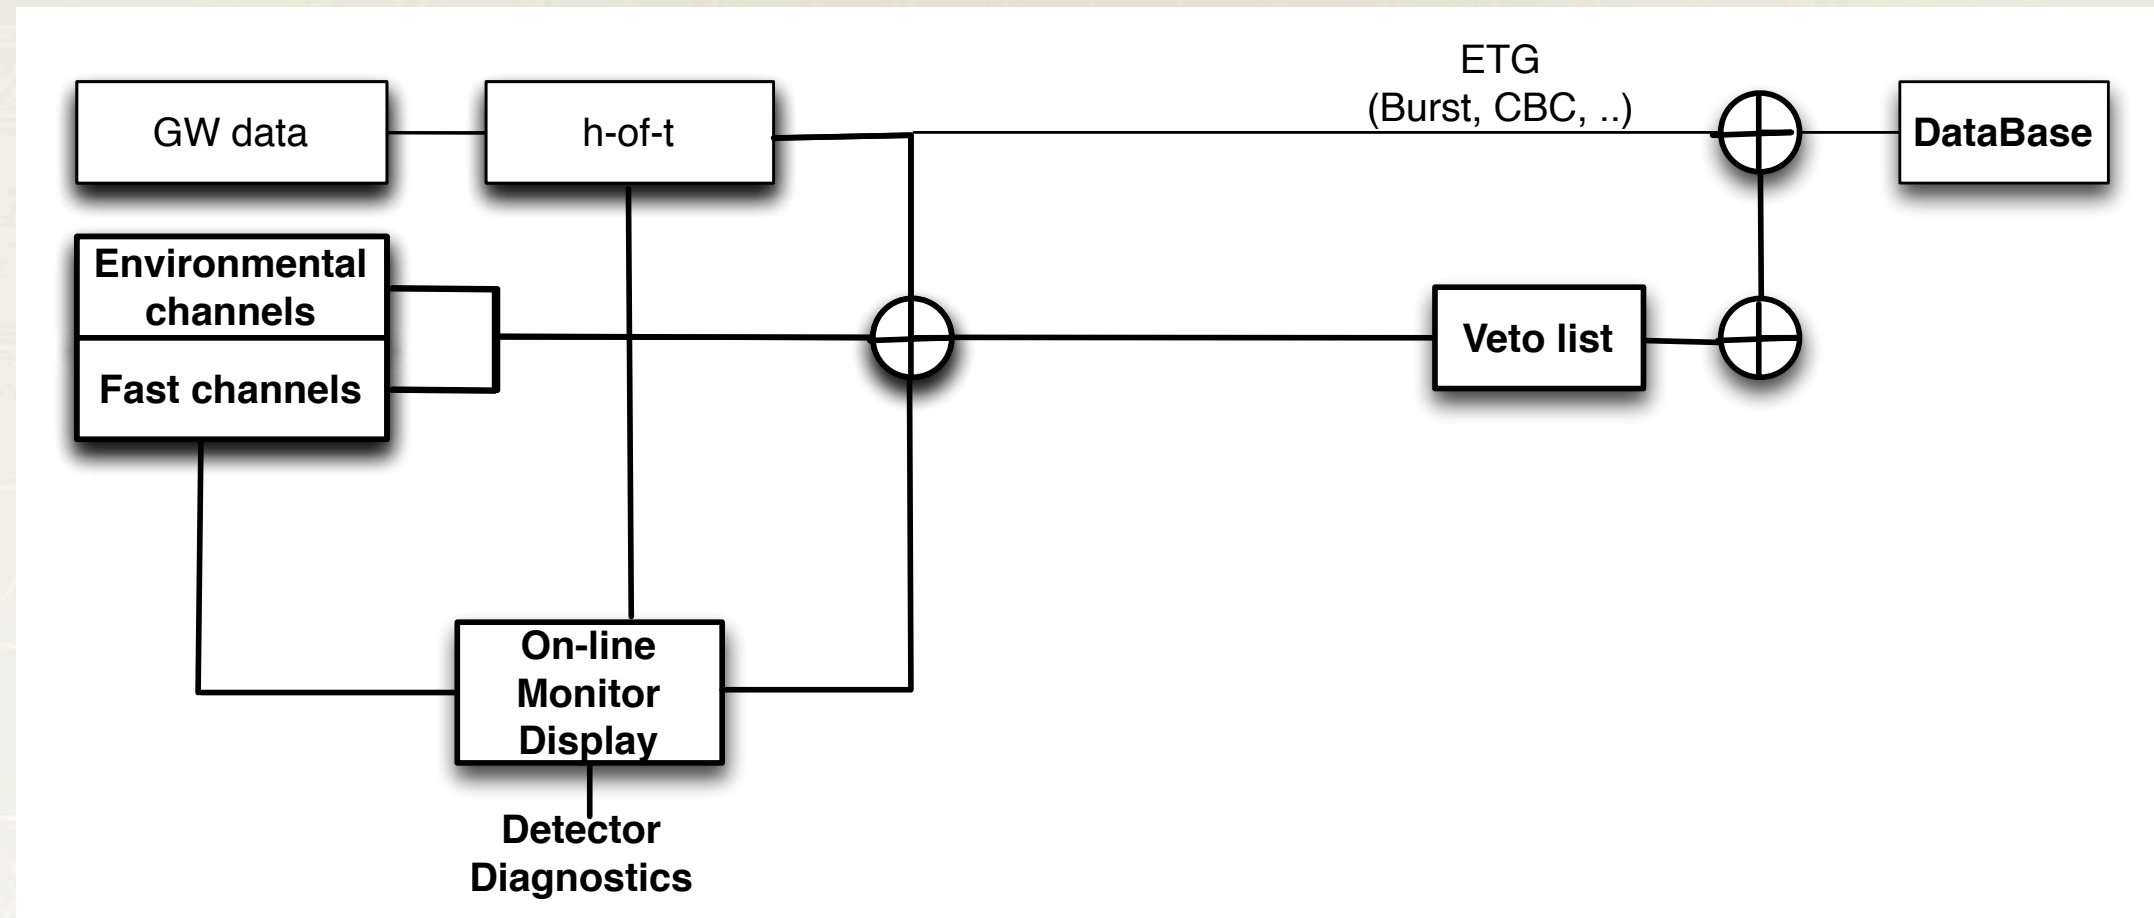 ETG
(Burst, CBC, ..)
GW data
h-of-t
DataBase
Environmental
channels
Fast channels
Veto list
On-line
Monitor
Display
Detector
Diagnostics